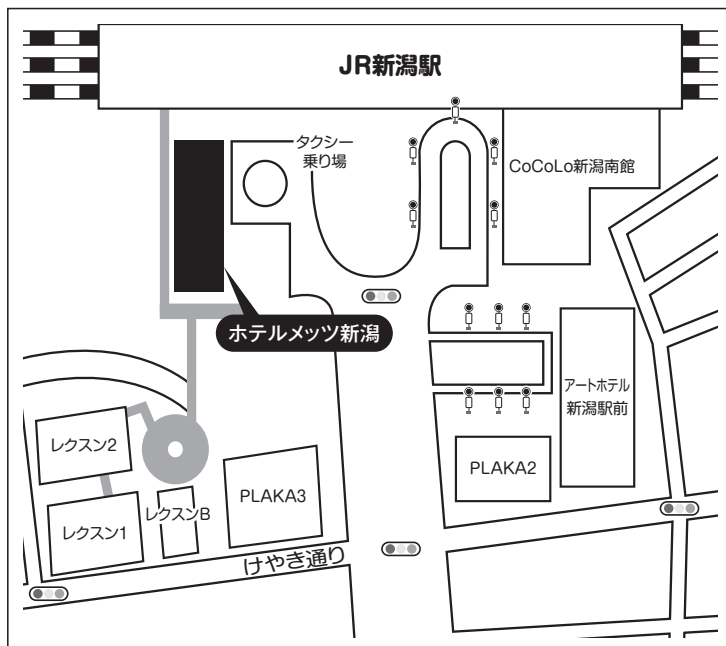 JR新潟駅
タクシー
乗り場
CoCoLo新潟南館
ホテルメッツ新潟
アートホテル
新潟駅前
レクスン2
PLAKA3
PLAKA2
レクスン1
レクスンB
けやき通り